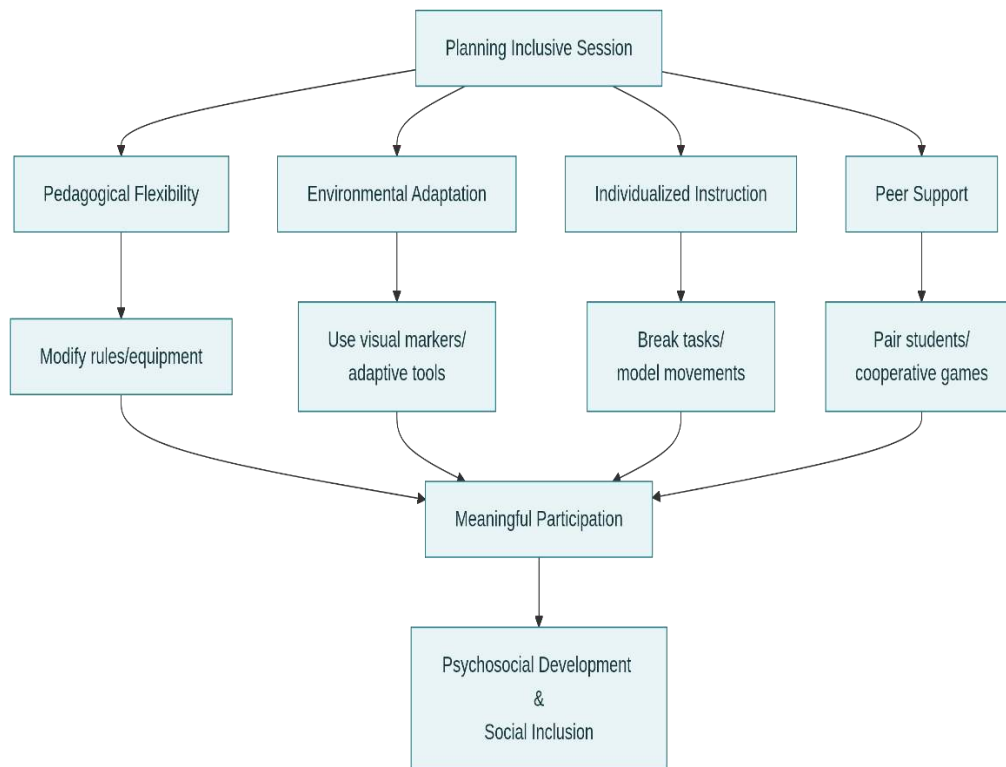 Planning Inclusive Session
Pedagogical Flexibility
Environmental Adaptation
Individualized Instruction
Peer Support
Modify rules/equipment
Use visual markers/
adaptive tools
Break tasks/
model movements
Pair students/
cooperative games
Meaningful Participation
Psychosocial Development
&
Social Inclusion